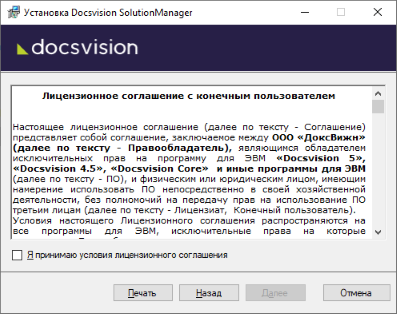 Установка Docsvision SolutionManager
docsvision
Лицензионное соглашение с конечным пользователем
Настоящее лицензионное соглашение (далее по тексту - Соглашение)
представляет собой соглашение, заключаемое между ООО «ДоксВижн»
(далее по тексту - Правообладатель), являющимся обладателем
исключительных прав на программу для ЭВМ «Docsvision 5»,
«Docsvision 4.5», «Docsvision Core» и иные программы для ЭВМ
(далее по тексту - ПО), и физическим или юридическим лицом, имеющим
намерение использовать ПО непосредственно в своей хозяйственной
деятельности, без полномочий на передачу прав на использование ПО
третьим лицам (далее по тексту - Лицензиат, Конечный пользователь).
Условия настоящего Лицензионного соглашения распространяются на
все программы для ЭВМ, исключительные права на которые
Я принимаю условия лицензионного соглашения
Печать Назад Далее Отмена